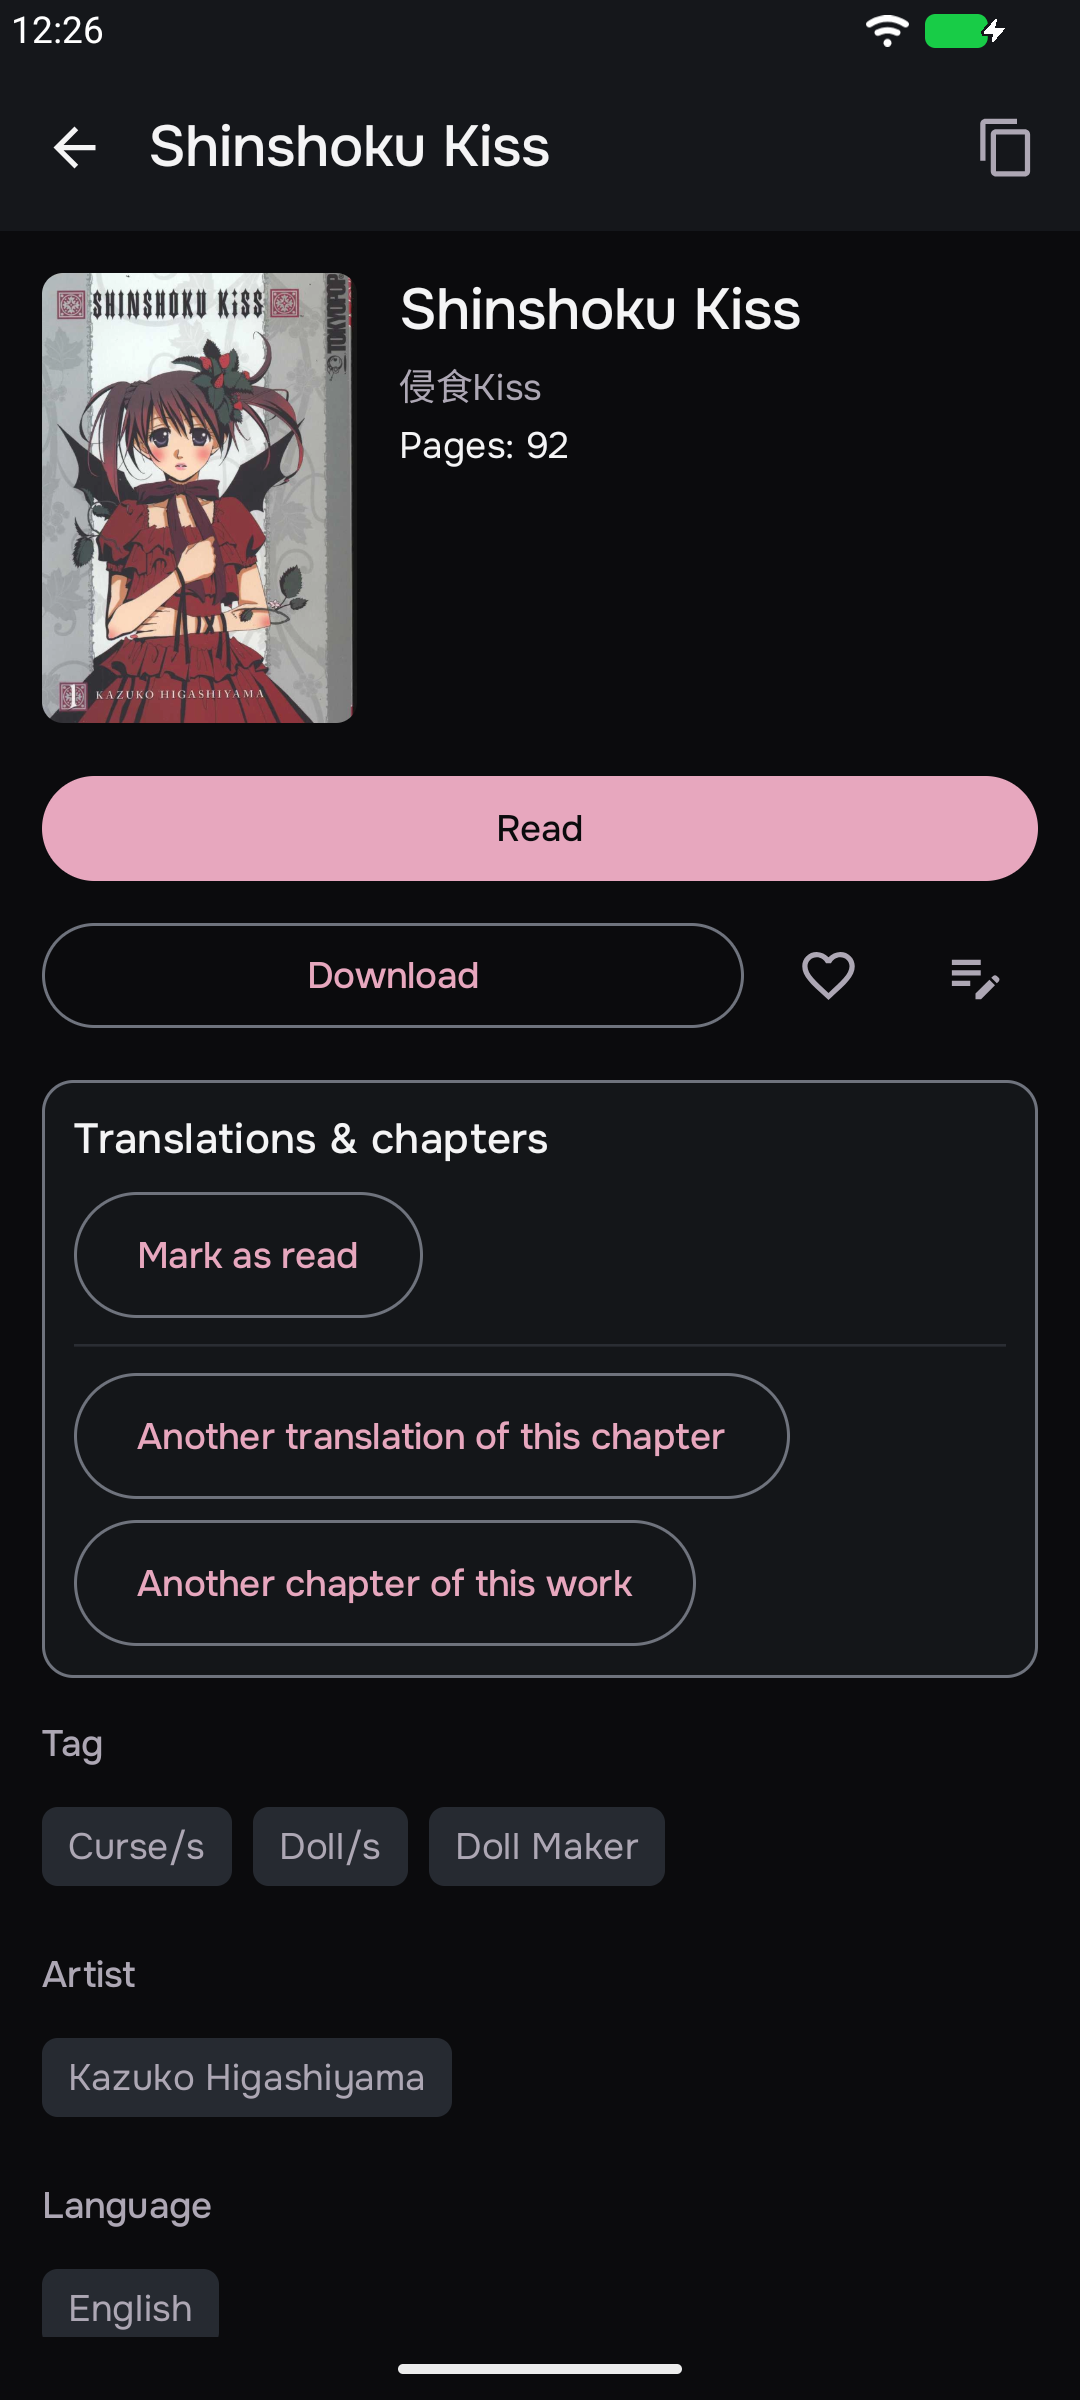 12:26
Shinshoku Kiss
SHINSHOKU KiSS
TOKYOPOP
1
KAZUKO HIGASHIYAMA
Shinshoku Kiss
侵食Kiss
Pages: 92
Read
Download
Translations & chapters
Mark as read
Another translation of this chapter
Another chapter of this work
Tag
Curse/s
Doll/s
Doll Maker
Artist
Kazuko Higashiyama
Language
English